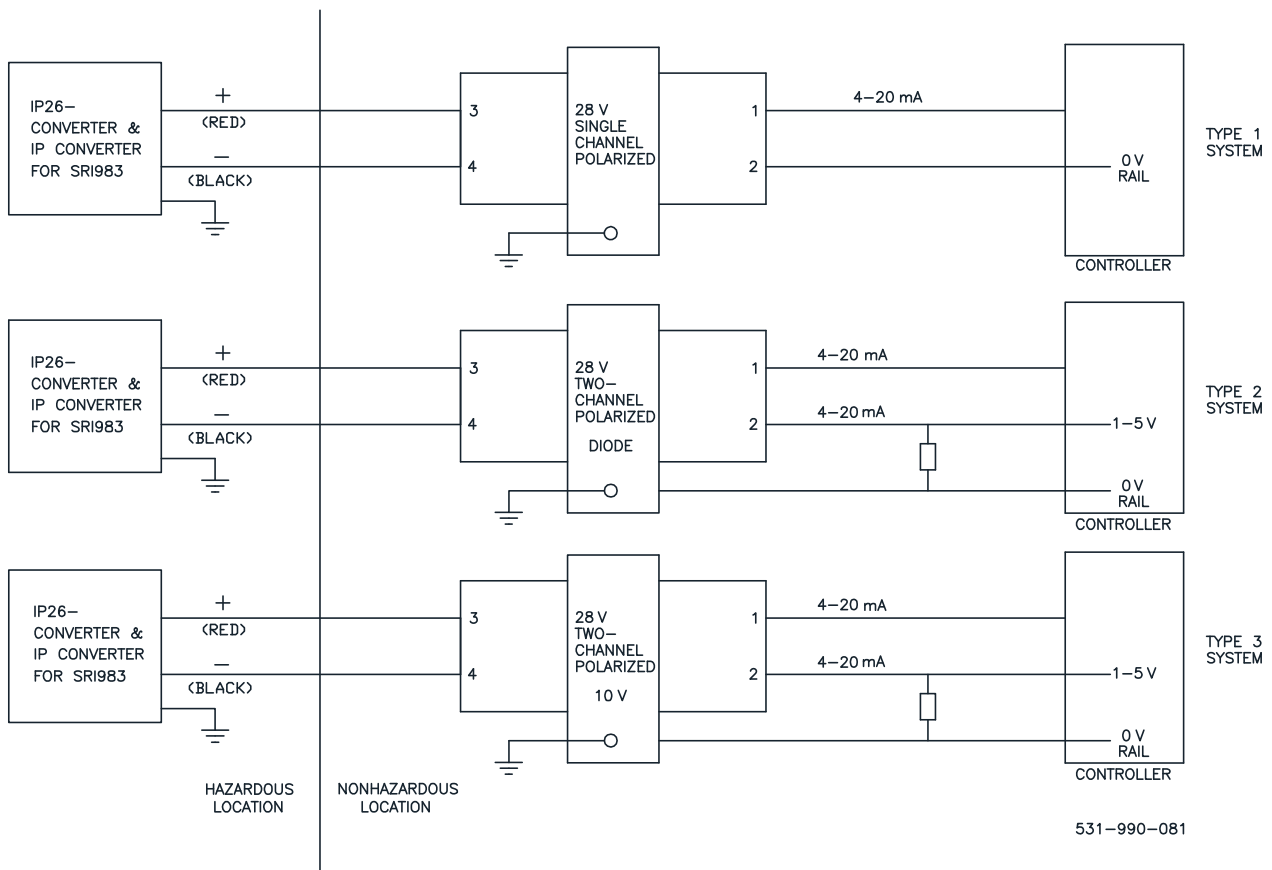 IP26-
CONVERTER &
IP CONVERTER
FOR SRI983
+
(RED)
-
(BLACK)
3
4
28 V
SINGLE
CHANNEL
POLARIZED
1
2
4-20 mA
0 V
RAIL
CONTROLLER
TYPE 1
SYSTEM
IP26-
CONVERTER &
IP CONVERTER
FOR SRI983
+
(RED)
-
(BLACK)
3
4
28 V
TWO-
CHANNEL
POLARIZED
DIODE
1
2
4-20 mA
4-20 mA
1-5 V
0 V
RAIL
CONTROLLER
TYPE 2
SYSTEM
IP26-
CONVERTER &
IP CONVERTER
FOR SRI983
+
(RED)
-
(BLACK)
3
4
28 V
TWO-
CHANNEL
POLARIZED
10 V
1
2
4-20 mA
4-20 mA
1-5 V
0 V
RAIL
CONTROLLER
TYPE 3
SYSTEM
HAZARDOUS
LOCATION
NONHAZARDOUS
LOCATION
531-990-081